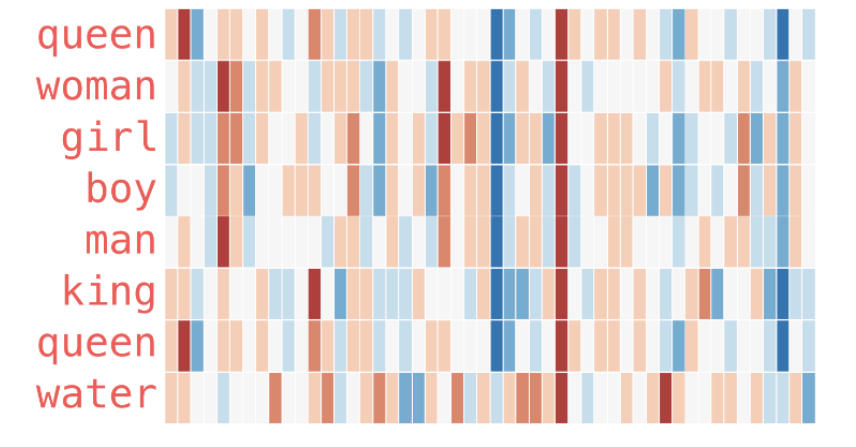 queen
woman
girl
boy
man
king
queen
water